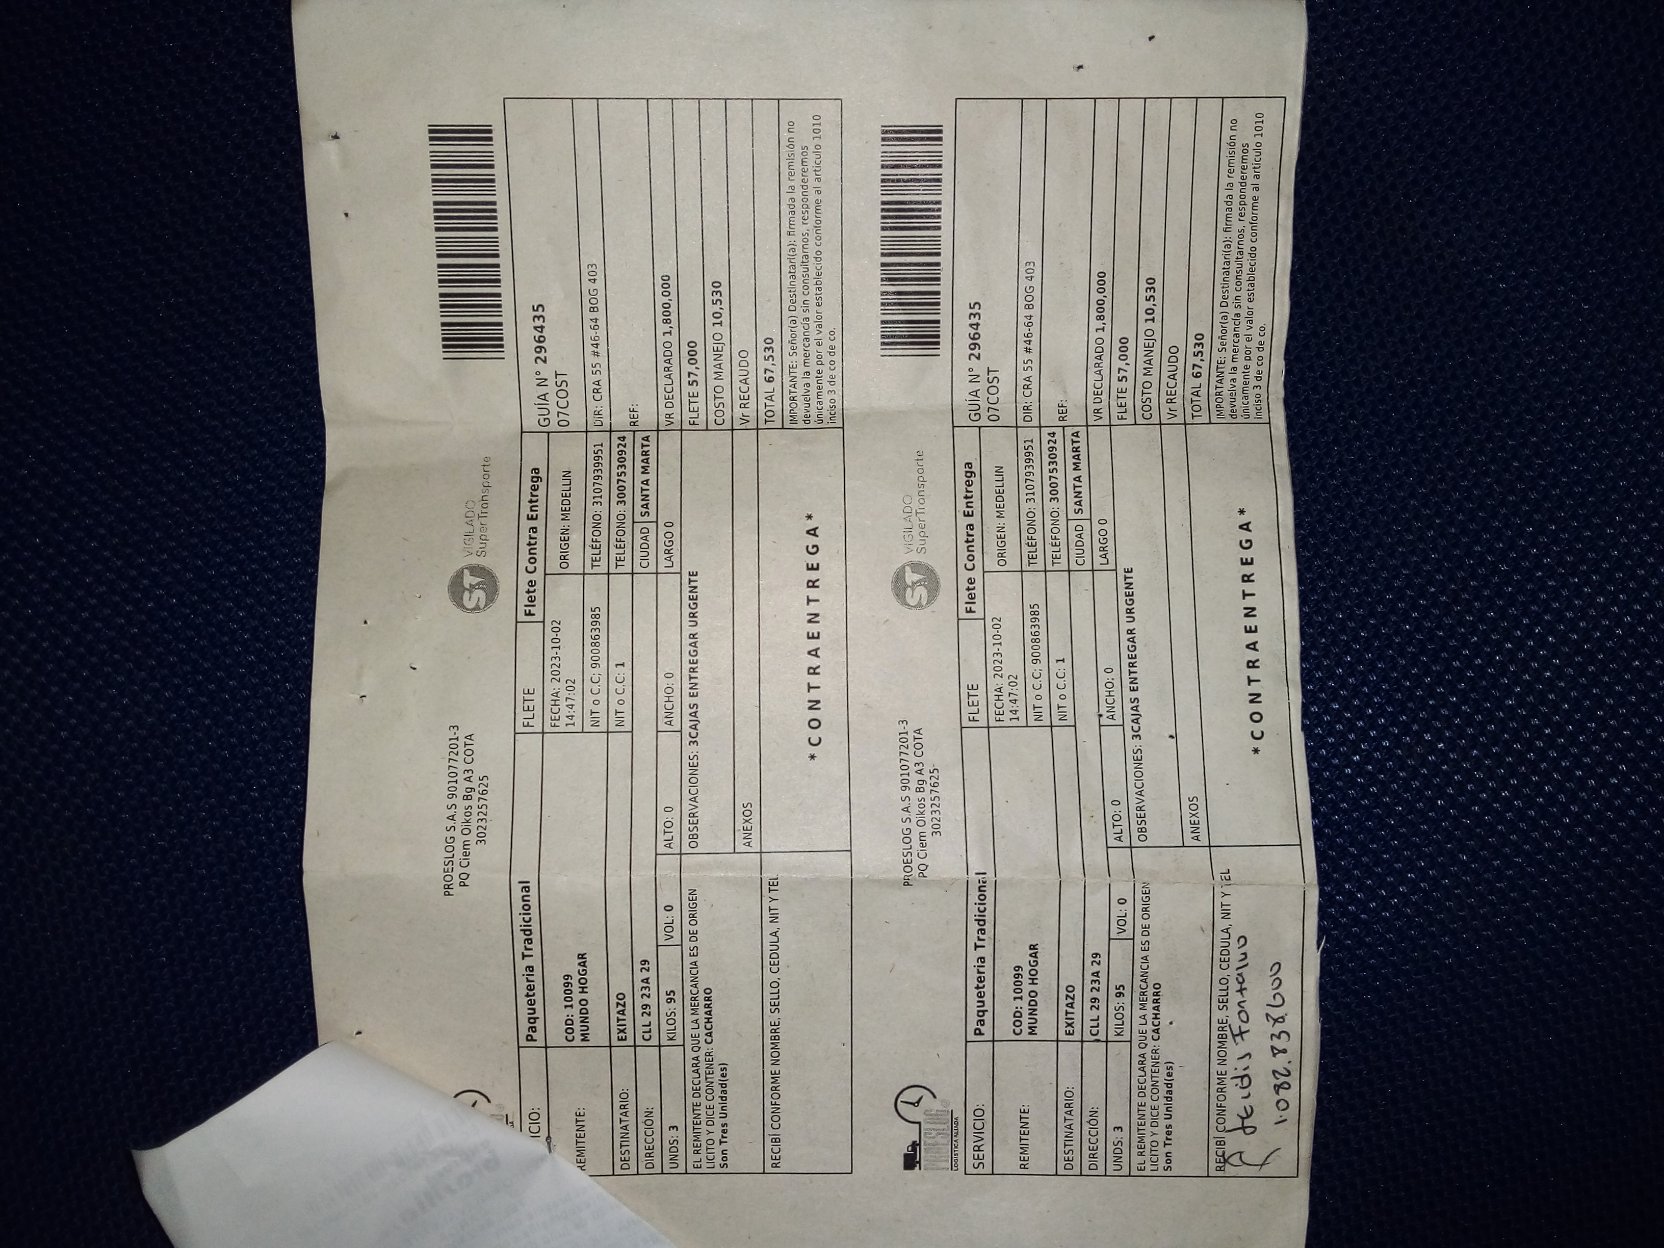 PROESLOG S.A.S 901077201-3
PQ Ciem Oikos Bg A3 COTA
3023257625
ST VIGILADO
SuperTransporte
ICIO: Paqueteria Tradicional FLETE Flete Contra Entrega GUÍA N° 296435
07COST
REMITENTE: COD: 10099
MUNDO HOGAR
FECHA: 2023-10-02
14:47:02
ORIGEN: MEDELLIN
NIT o C.C; 900863985 TELÉFONO: 3107939951 DIR: CRA 55 #46-64 BOG 403
DESTINATARIO: EXITAZO NIT o C.C: 1 TELÉFONO: 3007530924 REF:
DIRECCIÓN: CLL 29 23A 29 CIUDAD SANTA MARTA
UNDS: 3 KILOS: 95 VOL: 0 ALTO: 0 ANCHO: 0 LARGO 0 VR DECLARADO 1,800,000
EL REMITENTE DECLARA QUE LA MERCANCIA ES DE ORIGEN
LICITO Y DICE CONTENER: CACHARRO
Son Tres Unidad(es)
OBSERVACIONES: 3CAJAS ENTREGAR URGENTE
FLETE 57,000
COSTO MANEJO 10,530
ANEXOS
Vr RECAUDO
TOTAL 67,530
RECIBÍ CONFORME NOMBRE, SELLO, CEDULA, NIT Y TEL
*CONTRAENTREGA*
IMPORTANTE: Señor(a) Destinatari(a): firmada la remisión no
devuelva la mercancía sin consultarnos, responderemos
únicamente por el valor establecido conforme al artículo 1010
inciso 3 de co de co.
PROESLOG
LOGISTICA ALIADA
PROESLOG S.A.S 901077201-3
PQ Ciem Oikos Bg A3 COTA
3023257625
ST VIGILADO
SuperTransporte
SERVICIO: Paqueteria Tradicional FLETE Flete Contra Entrega GUÍA N° 296435
07COST
REMITENTE: COD: 10099
MUNDO HOGAR
FECHA: 2023-10-02
14:47:02
ORIGEN: MEDELLIN
NIT o C.C; 900863985 TELÉFONO: 3107939951 DIR: CRA 55 #46-64 BOG 403
DESTINATARIO: EXITAZO NIT o C.C: 1 TELÉFONO: 3007530924 REF:
DIRECCIÓN: CLL 29 23A 29 CIUDAD SANTA MARTA
UNDS: 3 KILOS: 95 VOL: 0 ALTO: 0 ANCHO: 0 LARGO 0 VR DECLARADO 1,800,000
EL REMITENTE DECLARA QUE LA MERCANCIA ES DE ORIGEN
LICITO Y DICE CONTENER: CACHARRO
Son Tres Unidad(es)
OBSERVACIONES: 3CAJAS ENTREGAR URGENTE
FLETE 57,000
COSTO MANEJO 10,530
ANEXOS
Vr RECAUDO
TOTAL 67,530
RECIBÍ CONFORME NOMBRE, SELLO, CEDULA, NIT Y TEL
1.082.838.600
*CONTRAENTREGA*
IMPORTANTE: Señor(a) Destinatari(a): firmada la remisión no
devuelva la mercancía sin consultarnos, responderemos
únicamente por el valor establecido conforme al artículo 1010
inciso 3 de co de co.